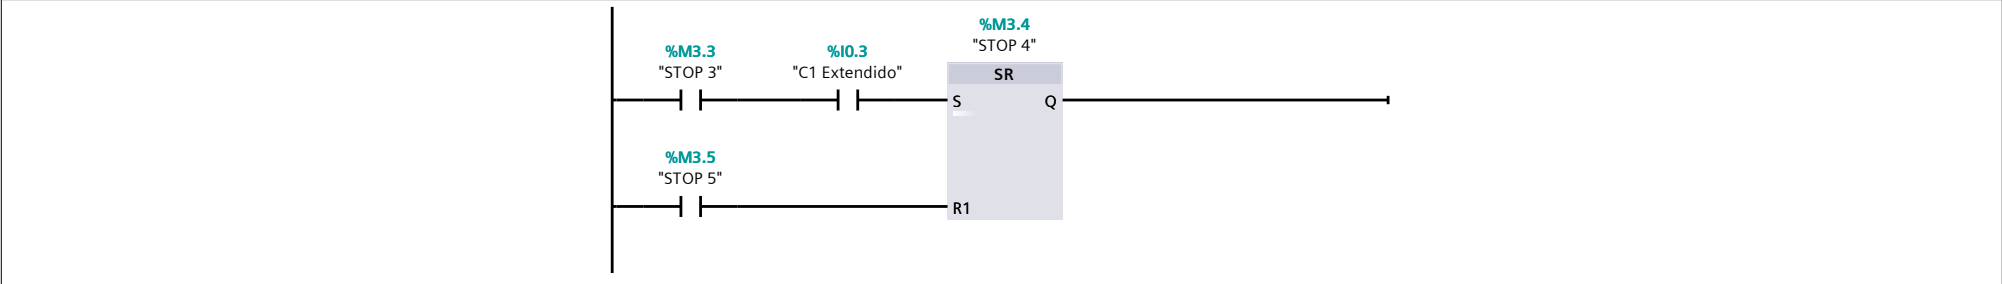 %M3.4
"STOP 4"
%M3.3
"STOP 3"
%I0.3
"C1 Extendido"
SR
S
Q
%M3.5
"STOP 5"
R1